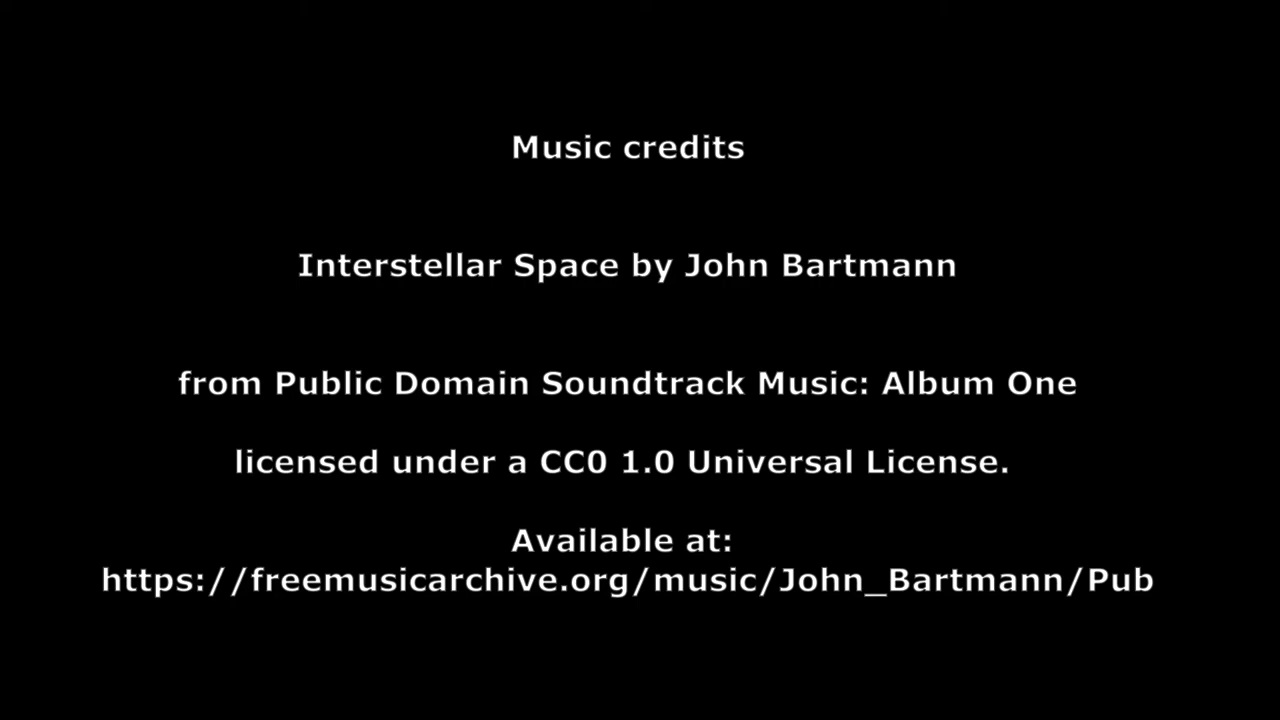 Music credits
Interstellar Space by John Bartmann
from Public Domain Soundtrack Music: Album One
licensed under a CC0 1.0 Universal License.
Available at:
https://freemusicarchive.org/music/John_Bartmann/Pub